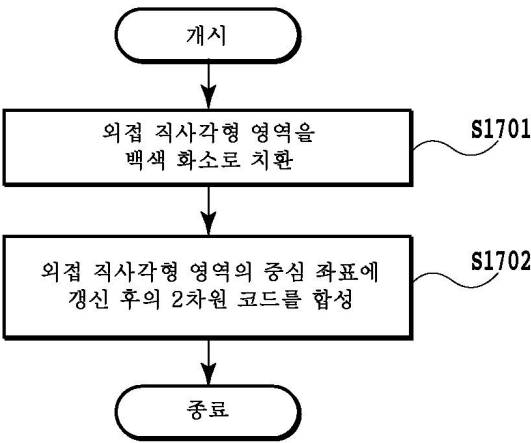 개시
외접 직사각형 영역을
백색 화소로 치환
S1701
외접 직사각형 영역의 중심 좌표에
갱신 후의 2차원 코드를 합성
S1702
종료